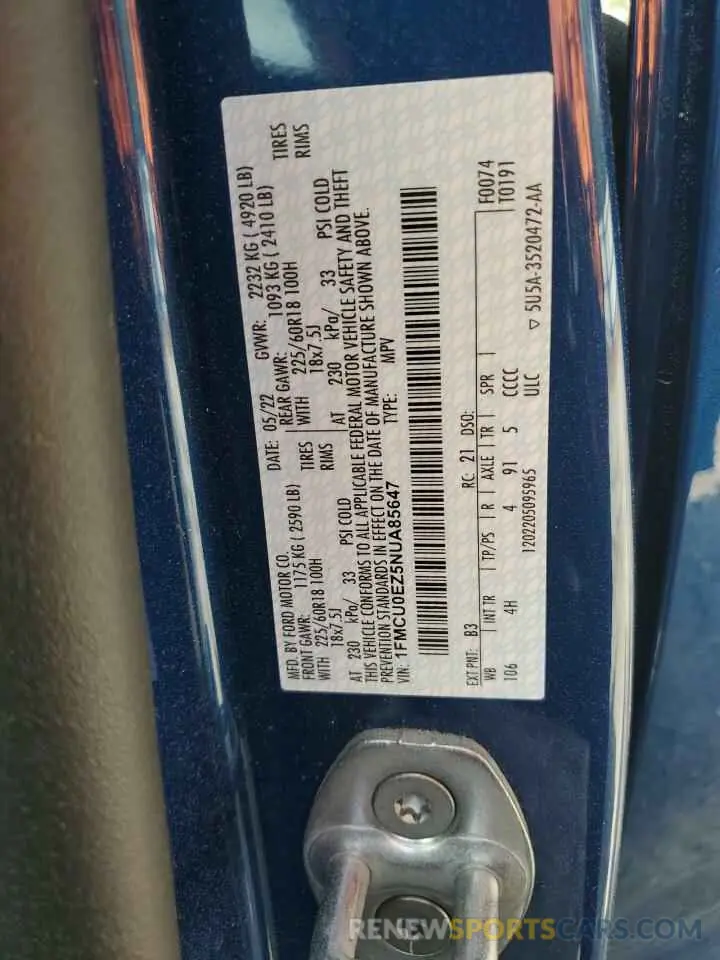 MFD. BY FORD MOTOR CO. DATE: 05/22 GVWR: 2232 KG ( 4920 LB)
FRONT GAWR: 1175 KG ( 2590 LB) REAR GAWR: 1093 KG ( 2410 LB)
WITH 225/60R18 100H TIRES WITH 225/60R18 100H TIRES
18x7.5J RIMS 18x7.5J RIMS
AT 230 kPa/ 33 PSI COLD AT 230 kPa/ 33 PSI COLD
THIS VEHICLE CONFORMS TO ALL APPLICABLE FEDERAL MOTOR VEHICLE SAFETY AND THEFT
PREVENTION STANDARDS IN EFFECT ON THE DATE OF MANUFACTURE SHOWN ABOVE.
VIN: 1FMCU0EZ5NUA85647 TYPE: MPV
EXT PNT: B3 RC: 21 DSO: F0074
WB INT TR TP/PS R AXLE TR SPR T0191
106 4H 4 91 5 CCCC
1202205095965 ULC ▽ 5U5A-3520472-AA
RENEWSPORTSCARS.COM